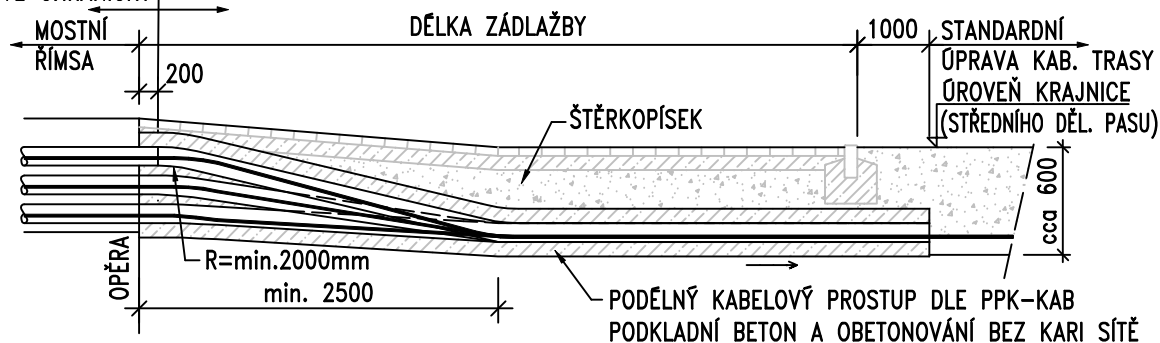 MOSTNÍ
ŘÍMSA
DÉLKA ZÁDLAŽBY
1000
STANDARDNÍ
ÚPRAVA KAB. TRASY
ÚROVEŇ KRAJNICE
(STŘEDNÍHO DĚL. PASU)
200
ŠTĚRKOPÍSEK
cca 600
OPĚRA
R=min.2000mm
min. 2500
PODÉLNÝ KABELOVÝ PROSTUP DLE PPK-KAB
PODKLADNÍ BETON A OBETONOVÁNÍ BEZ KARI SÍTĚ